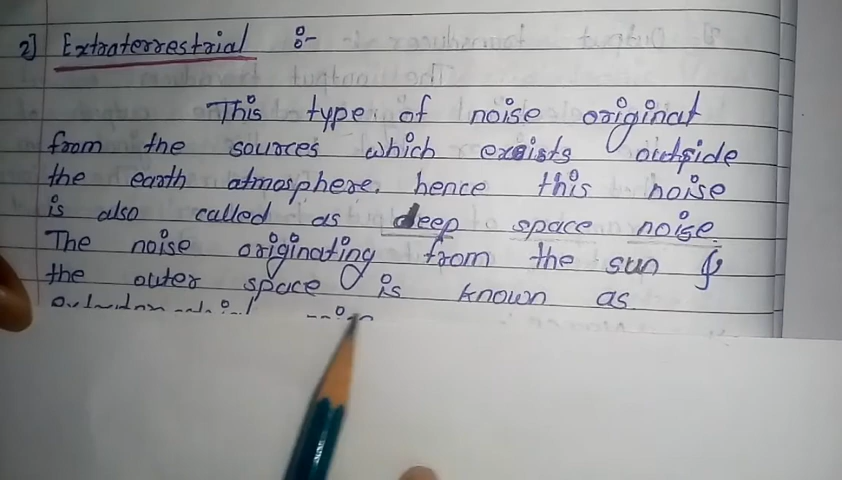 2] Extraterrestrial :-
This type of noise originat
from the sources which exsists outside
the earth atmosphere. hence this noise
is also called as deep space noise.
The noise originating from the sun &
the outer space is known as